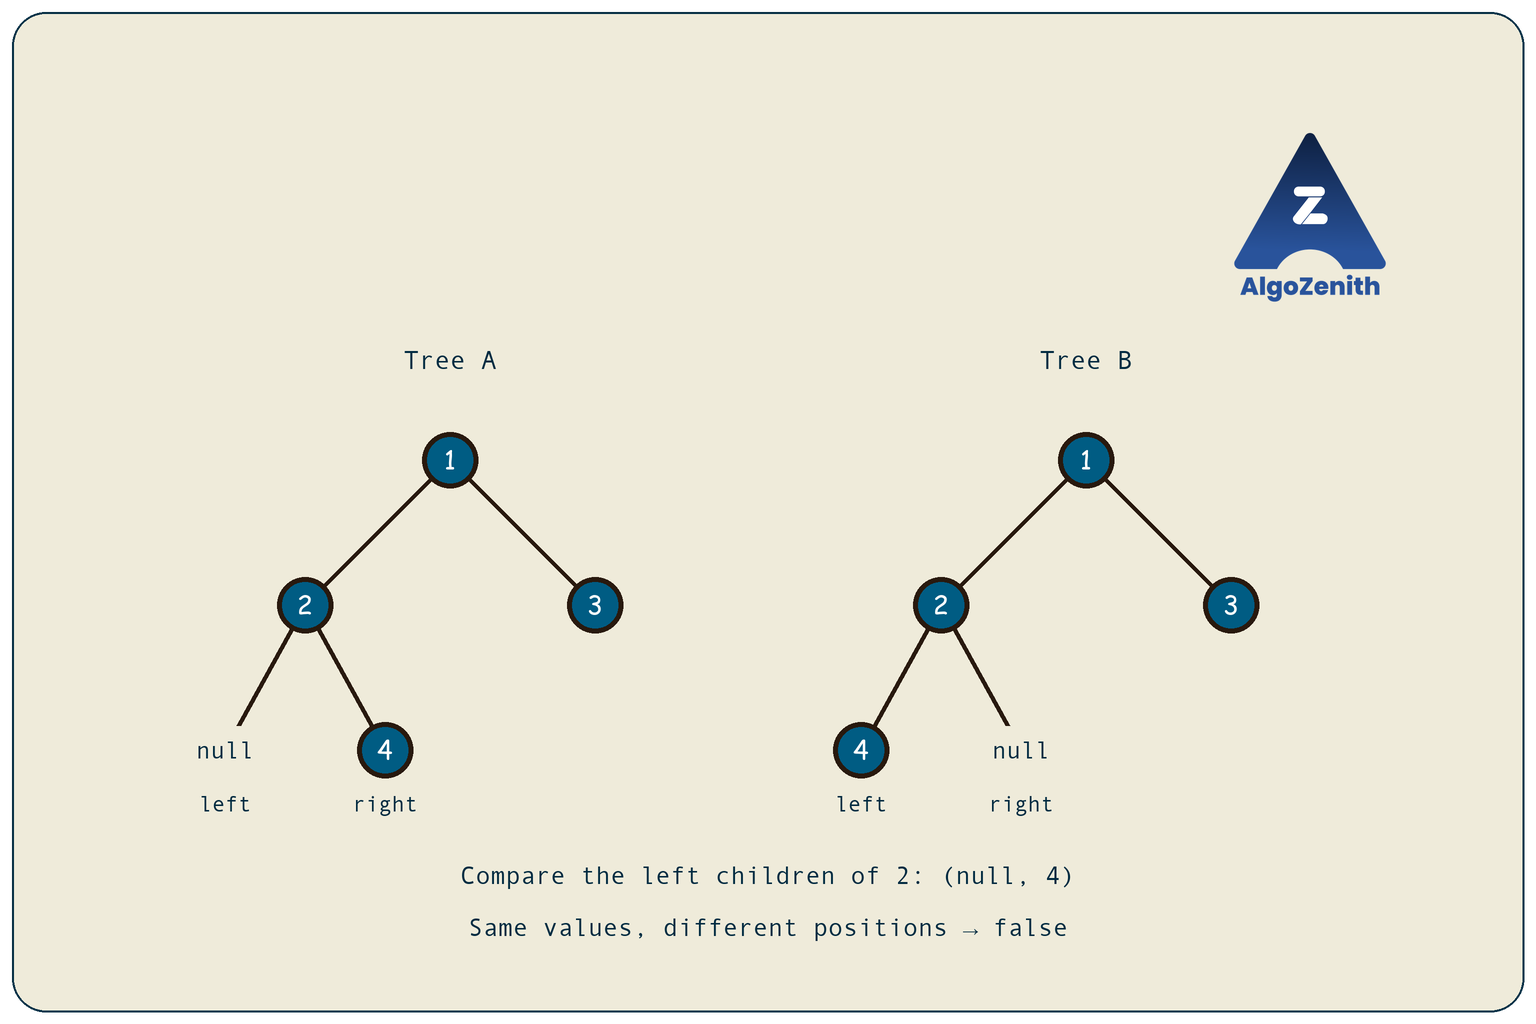 AlgoZenith
Tree A
Tree B
1
1
2
3
2
3
null
4
4
null
left
right
left
right
Compare the left children of 2: (null, 4)
Same values, different positions → false